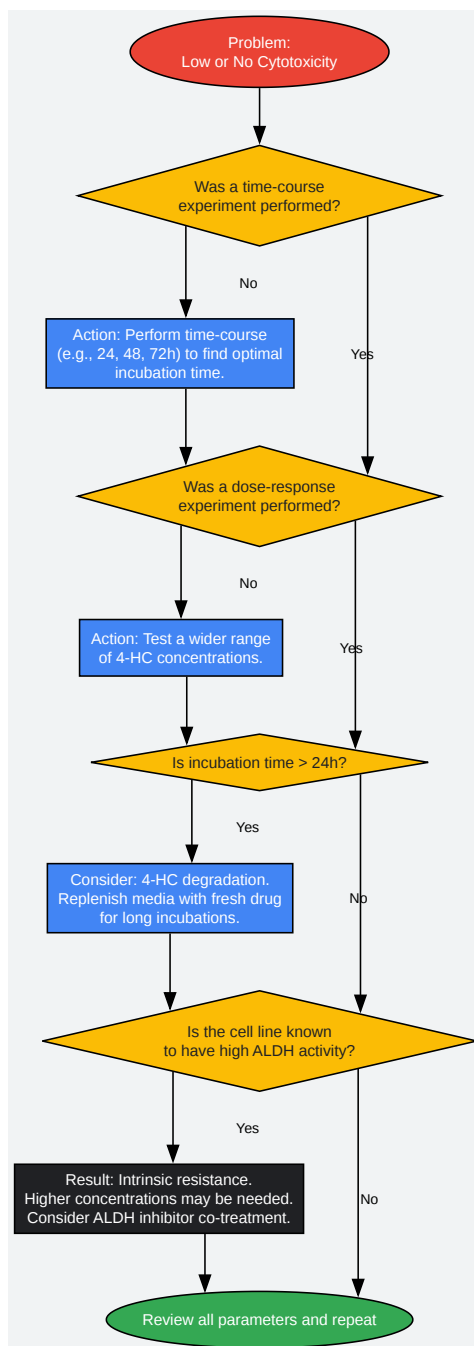 Problem:
Low or No Cytotoxicity
Was a time-course
experiment performed?
No
Action: Perform time-course
(e.g., 24, 48, 72h) to find optimal
incubation time.
Yes
Was a dose-response
experiment performed?
No
Action: Test a wider range
of 4-HC concentrations.
Yes
Is incubation time > 24h?
Yes
Consider: 4-HC degradation.
Replenish media with fresh drug
for long incubations.
No
Is the cell line known
to have high ALDH activity?
Yes
Result: Intrinsic resistance.
Higher concentrations may be needed.
Consider ALDH inhibitor co-treatment.
No
Review all parameters and repeat